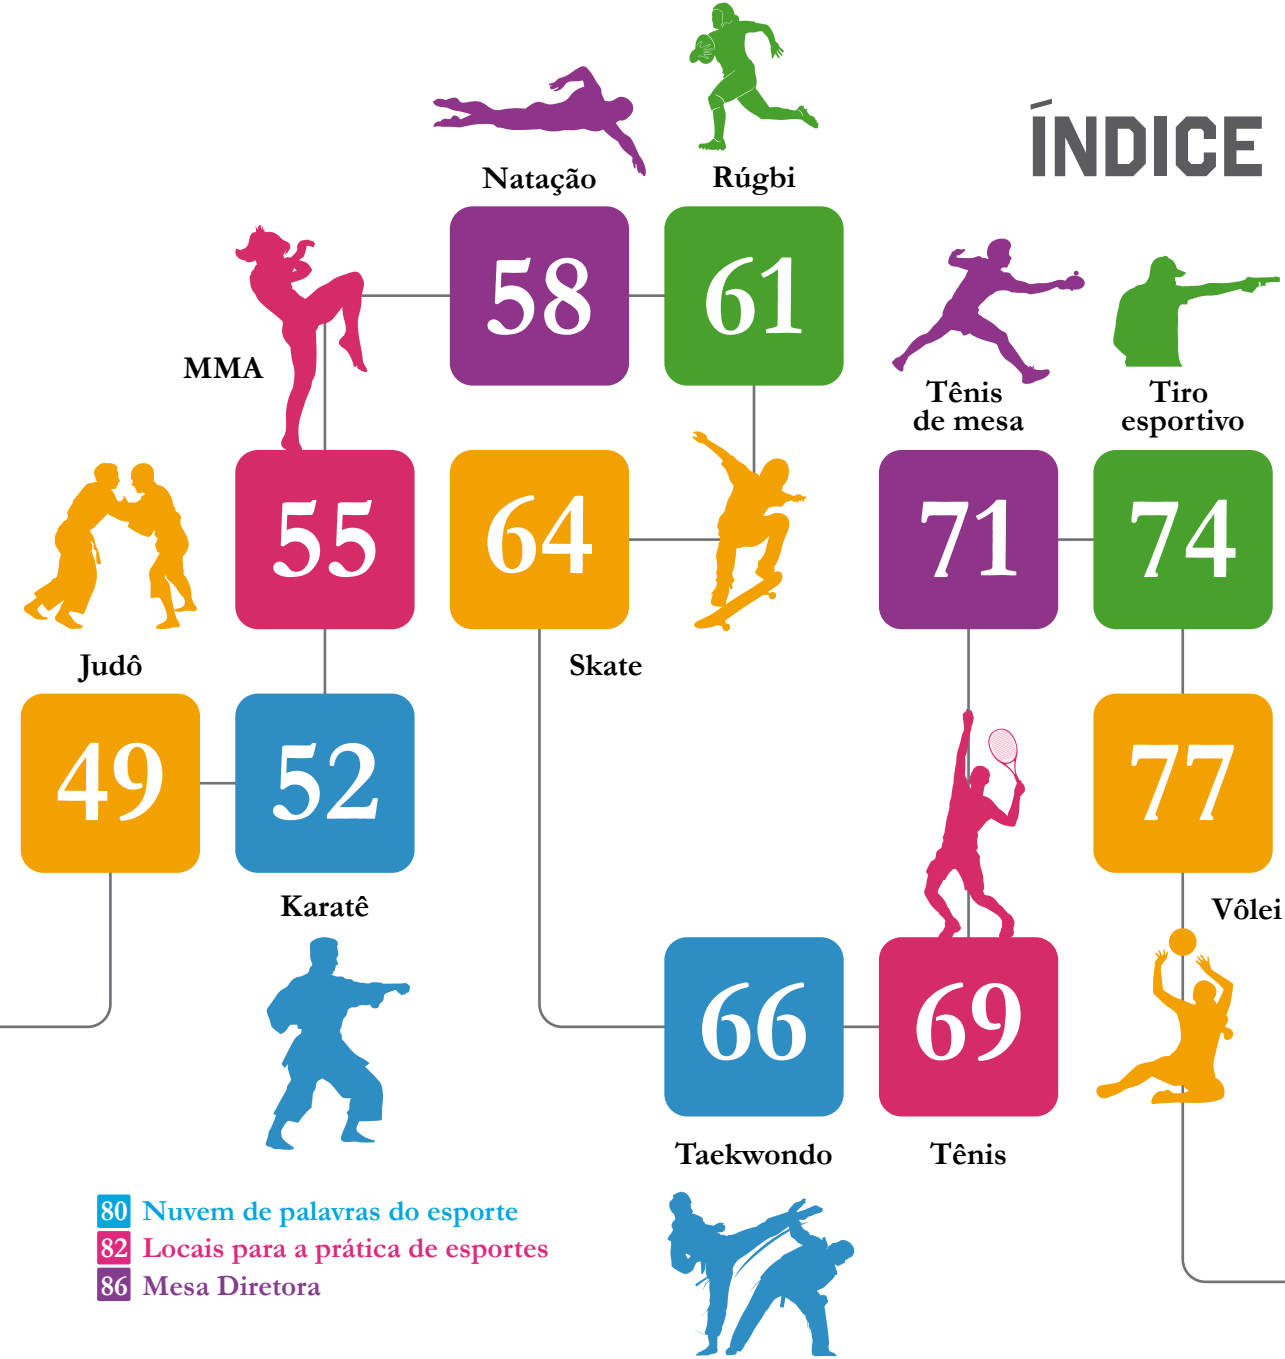 ÍNDICE
Natação
58
Rúgbi
61
MMA
55
Tênis
de mesa
71
Tiro
esportivo
74
64
Skate
Judô
49
52
Karatê
77
Vôlei
66
Taekwondo
69
Tênis
80 Nuvem de palavras do esporte
82 Locais para a prática de esportes
86 Mesa Diretora